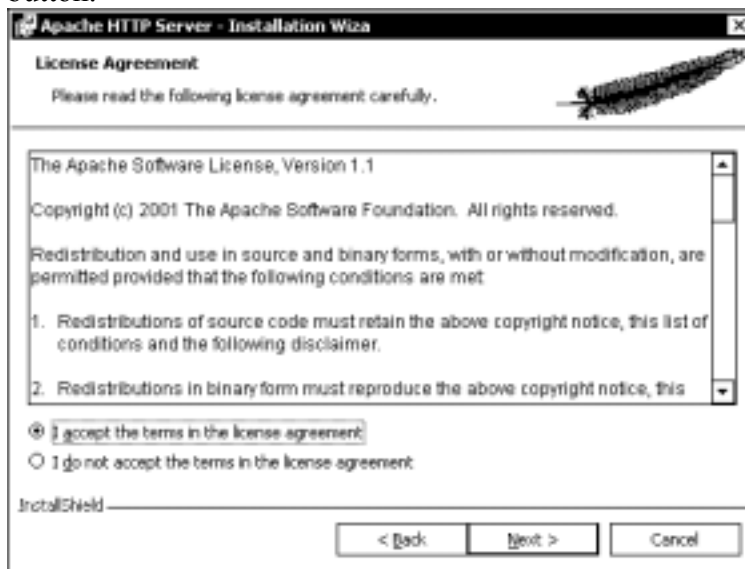 button.
Apache HTTP Server - Installation Wiza
License Agreement
Please read the following license agreement carefully.
The Apache Software License, Version 1.1
Copyright (c) 2001 The Apache Software Foundation. All rights reserved.
Redistribution and use in source and binary forms, with or without modification, are
permitted provided that the following conditions are met
1. Redistributions of source code must retain the above copyright notice, this list of
conditions and the following disclaimer.
2. Redistributions in binary form must reproduce the above copyright notice, this
I accept the terms in the license agreement
I do not accept the terms in the license agreement
InstallShield
< Back
Next >
Cancel